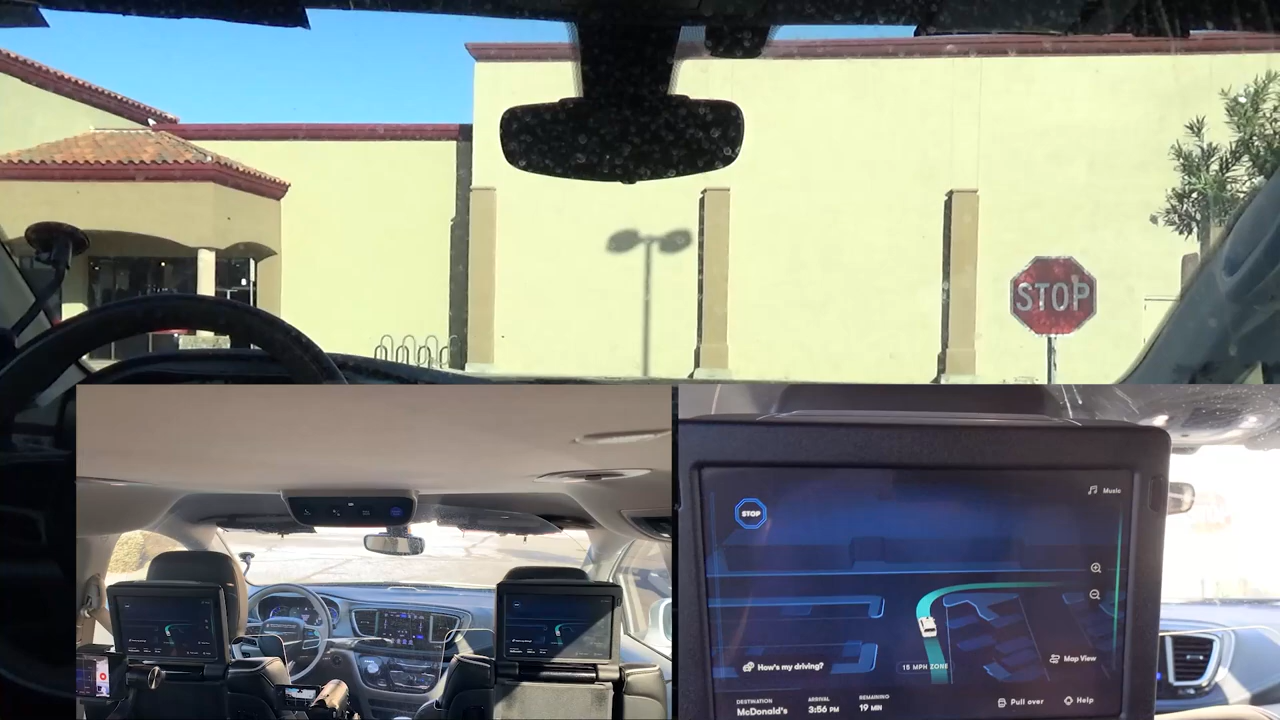 STOP
STOP
Music
How's my driving?
15 MPH ZONE
Map View
DESTINATION
McDonald's
ARRIVAL
3:56 PM
REMAINING
19 MIN
Pull over
Help